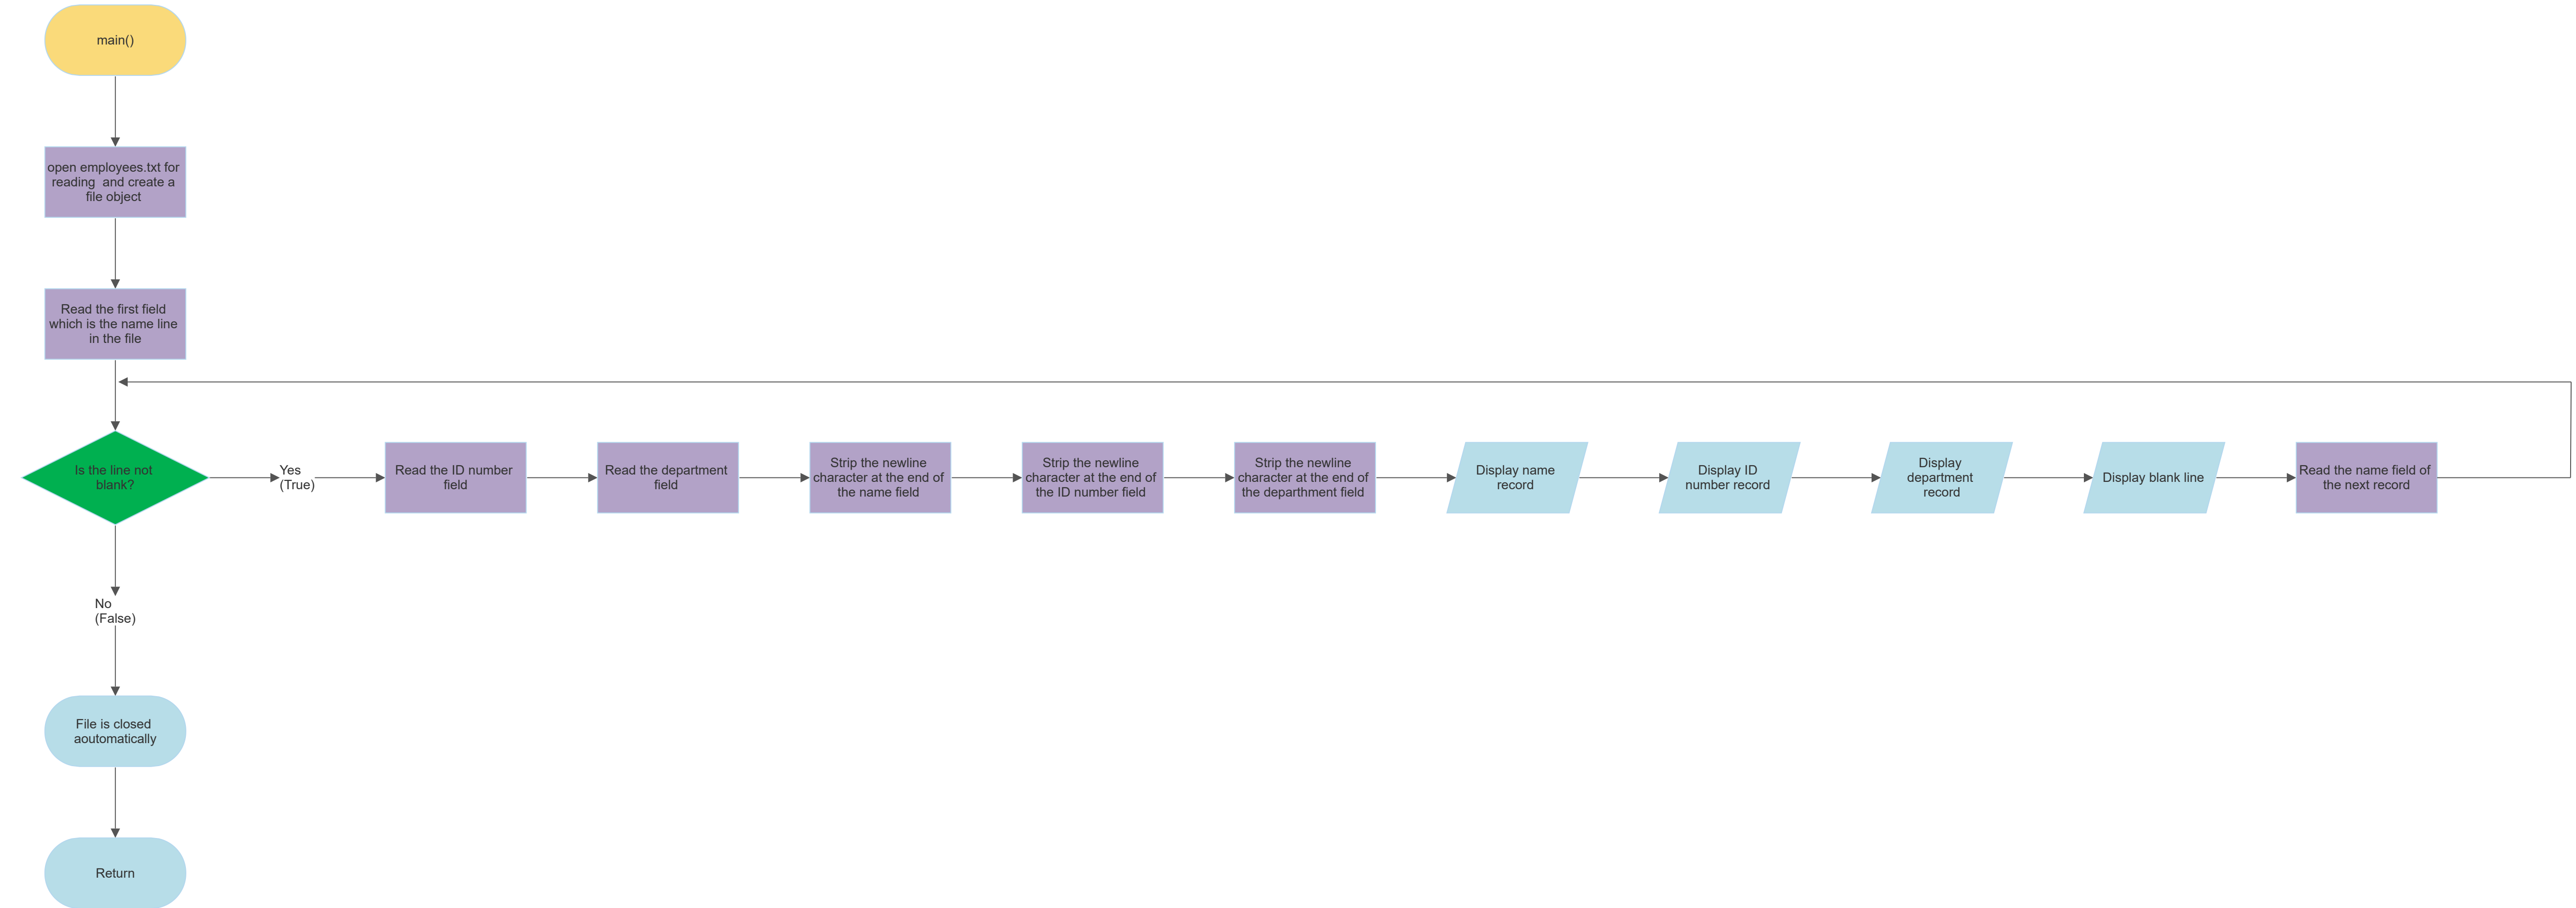 main()
open employees.txt for
reading  and create a
file object
Read the first field
which is the name line
in the file
Is the line not
blank?
Yes
(True)
Read the ID number
field
Read the department
field
Strip the newline
character at the end of
the name field
Strip the newline
character at the end of
the ID number field
Strip the newline
character at the end of
the departhment field
Display name
record
Display ID
number record
Display
department
record
Display blank line
Read the name field of
the next record
No
(False)
File is closed
aoutomatically
Return